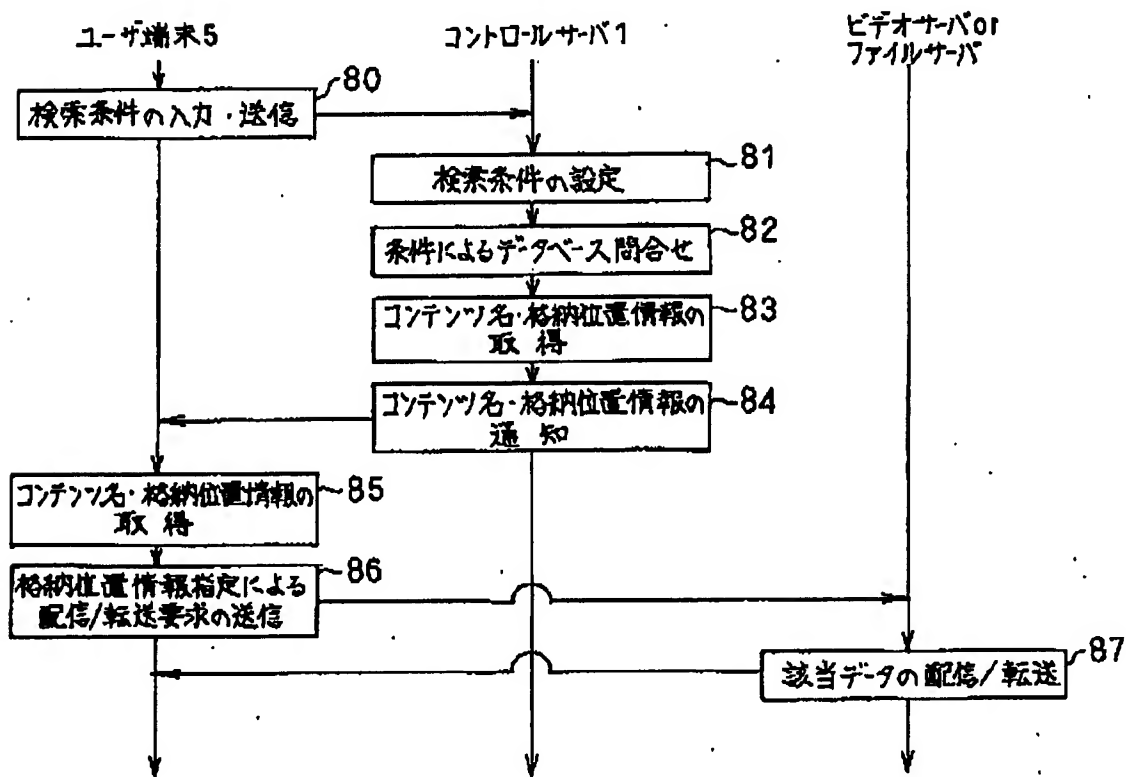 ユーザ端末5
コントロールサーバ1
ビデオサーバor
ファイルサーバ
80
検索条件の入力・送信
81
検索条件の設定
82
条件によるデータベース問合せ
83
コンテンツ名・格納位置情報の
取得
84
コンテンツ名・格納位置情報の
通知
85
コンテンツ名・格納位置情報の
取得
86
格納位置情報指定による
配信/転送要求の送信
87
該当データの配信/転送